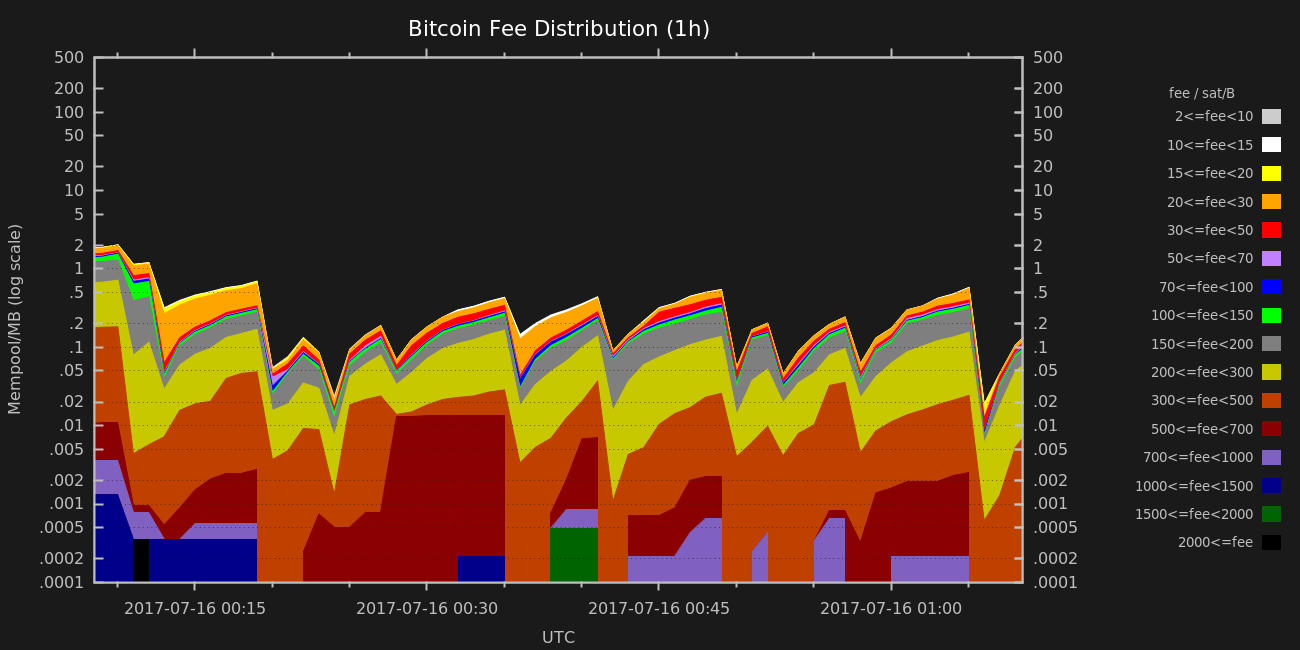 Bitcoin Fee Distribution (1h)
500 500
200 200
100 100
50 50
20 20
10 10
5 5
2 2
1 1
.5 .5
.2 .2
.1 .1
.05 .05
.02 .02
.01 .01
.005 .005
.002 .002
.001 .001
.0005 .0005
.0002 .0002
.0001 .0001
Mempool/MB (log scale)
2017-07-16 00:15 2017-07-16 00:30 2017-07-16 00:45 2017-07-16 01:00
UTC
fee / sat/B
2<=fee<10
10<=fee<15
15<=fee<20
20<=fee<30
30<=fee<50
50<=fee<70
70<=fee<100
100<=fee<150
150<=fee<200
200<=fee<300
300<=fee<500
500<=fee<700
700<=fee<1000
1000<=fee<1500
1500<=fee<2000
2000<=fee